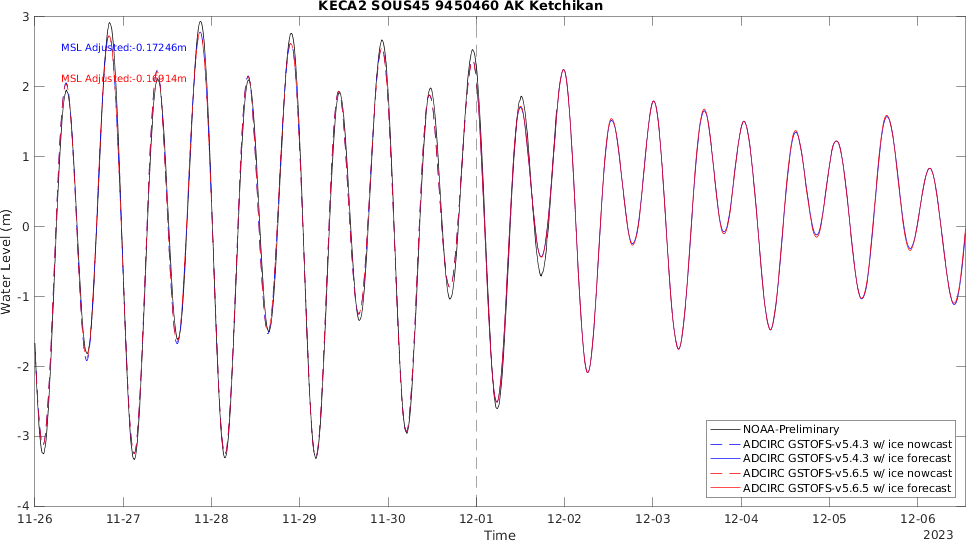 KECA2 SOUS45 9450460 AK Ketchikan
3
MSL Adjusted:-0.17246m
MSL Adjusted:-0.16914m
2
1
0
-1
-2
-3
-4
Water Level (m)
NOAA-Preliminary
ADCIRC GSTOFS-v5.4.3 w/ ice nowcast
ADCIRC GSTOFS-v5.4.3 w/ ice forecast
ADCIRC GSTOFS-v5.6.5 w/ ice nowcast
ADCIRC GSTOFS-v5.6.5 w/ ice forecast
11-26 11-27 11-28 11-29 11-30 12-01 12-02 12-03 12-04 12-05 12-06
Time
2023